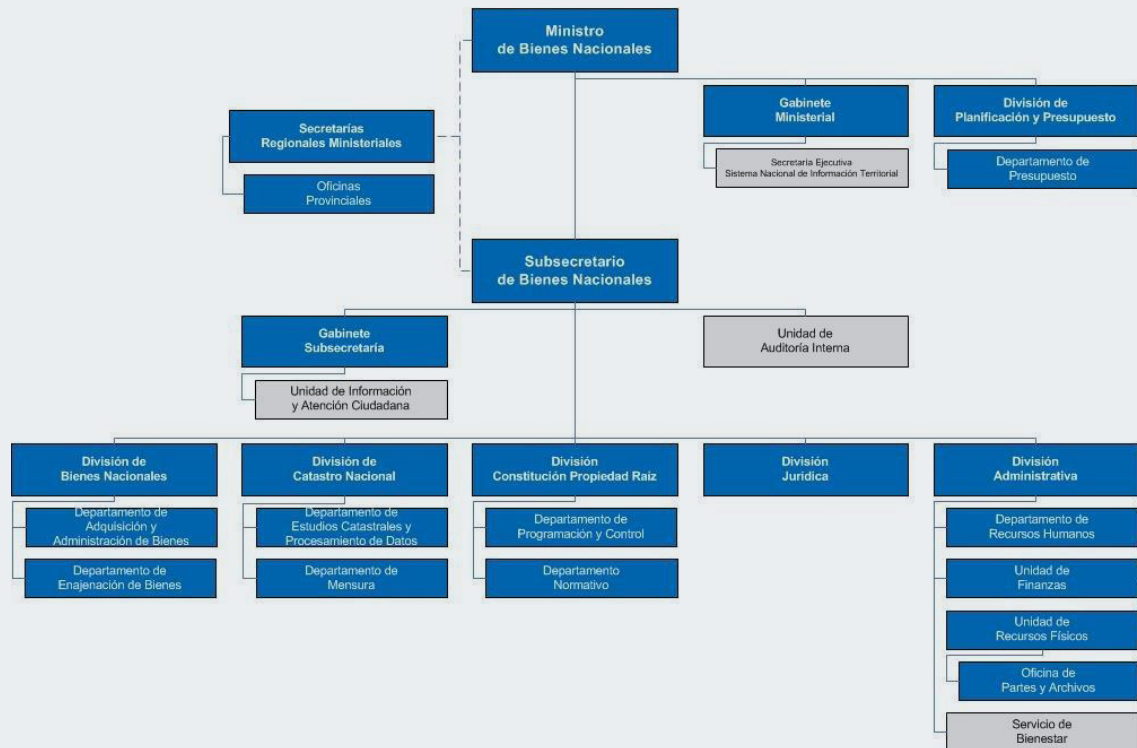 Ministro
de Bienes Nacionales
Gabinete
Ministerial
División de
Planificación y Presupuesto
Secretarías
Regionales Ministeriales
Secretaría Ejecutiva
Sistema Nacional de Información Territorial
Departamento de
Presupuesto
Oficinas
Provinciales
Subsecretario
de Bienes Nacionales
Gabinete
Subsecretaría
Unidad de
Auditoría Interna
Unidad de Información
y Atención Ciudadana
División de
Bienes Nacionales
División de
Catastro Nacional
División
Constitución Propiedad Raíz
División
Jurídica
División
Administrativa
Departamento de
Adquisición y
Administración de Bienes
Departamento de
Estudios Catastrales y
Procesamiento de Datos
Departamento de
Programación y Control
Departamento de
Recursos Humanos
Departamento de
Enajenación de Bienes
Departamento de
Mensura
Departamento
Normativo
Unidad de
Finanzas
Unidad de
Recursos Físicos
Oficina de
Partes y Archivos
Servicio de
Bienestar